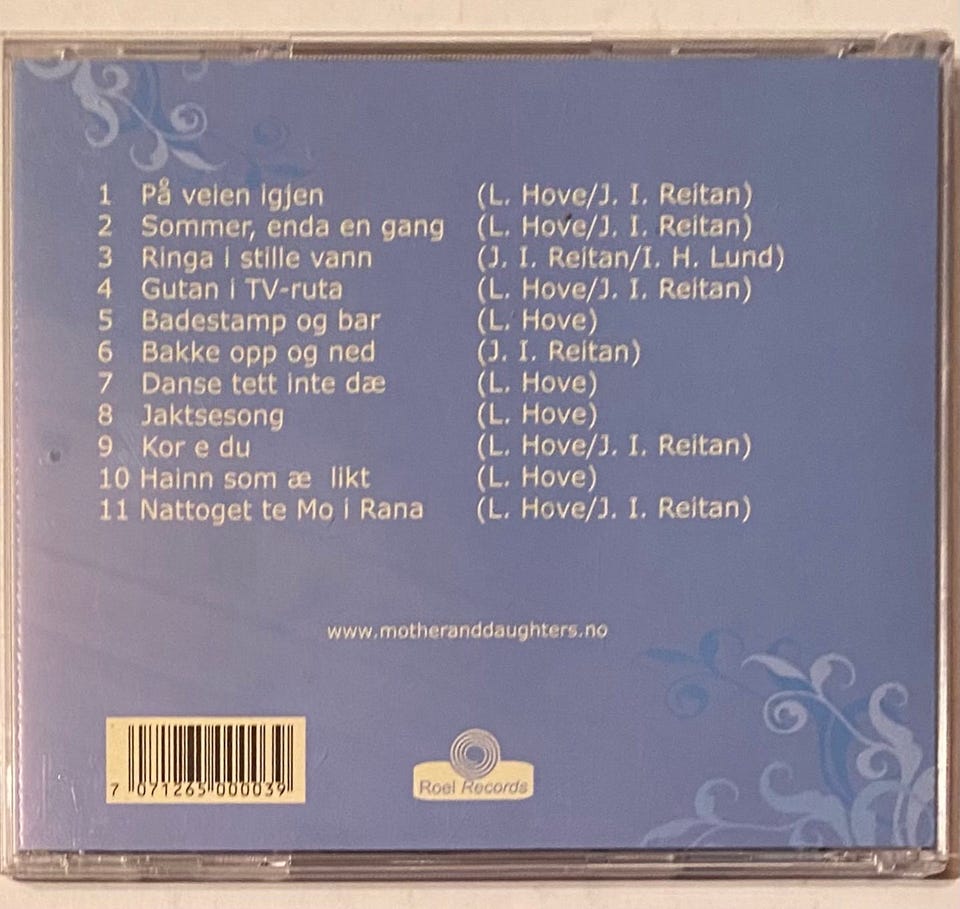 1 På veien igjen (L. Hove/J. I. Reitan)
2 Sommer, enda en gang (L. Hove/J. I. Reitan)
3 Ringa i stille vann (J. I. Reitan/I. H. Lund)
4 Gutan i TV-ruta (L. Hove/J. I. Reitan)
5 Badestamp og bar (L. Hove)
6 Bakke opp og ned (J. I. Reitan)
7 Danse tett inte dæ (L. Hove)
8 Jaktsesong (L. Hove)
9 Kor e du (L. Hove/J. I. Reitan)
10 Hainn som æ likt (L. Hove)
11 Nattoget te Mo i Rana (L. Hove/J. I. Reitan)
www.motheranddaughters.no
7 071265 000039
Roel Records